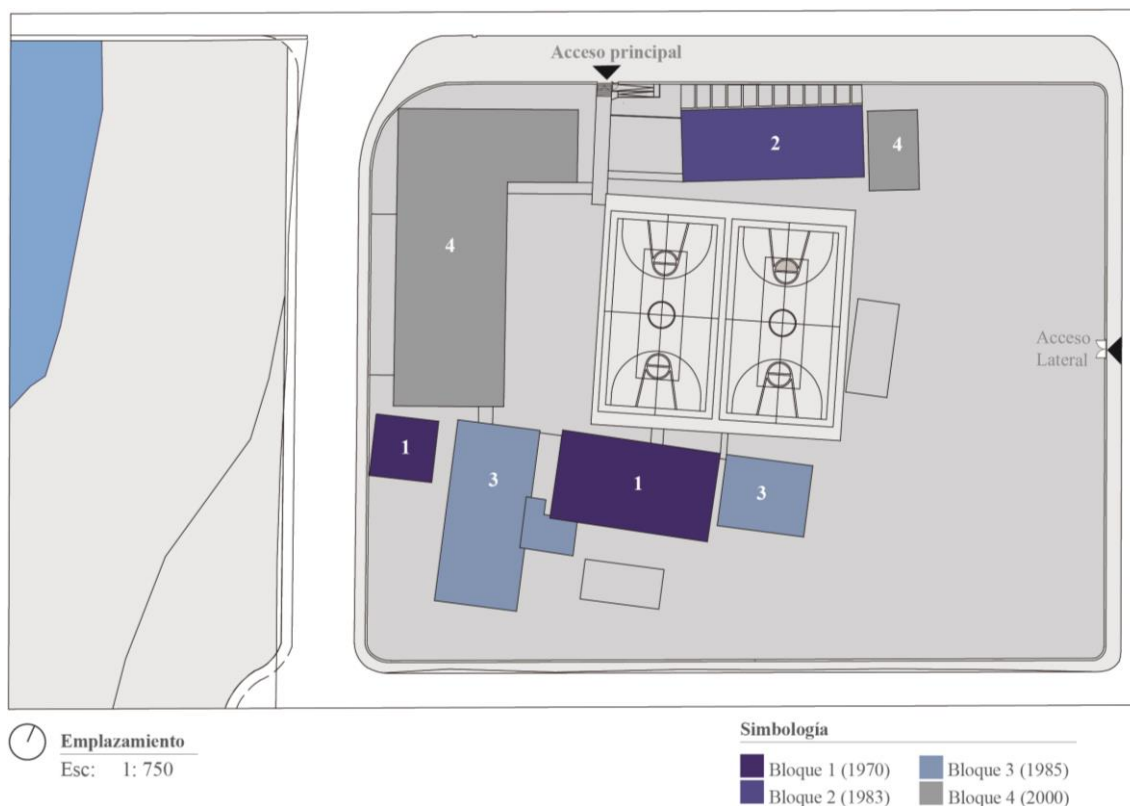 Acceso principal
2
4
4
Acceso
Lateral
1
3
1
3
Emplazamiento
Esc: 1: 750
Simbología
Bloque 1 (1970)
Bloque 3 (1985)
Bloque 2 (1983)
Bloque 4 (2000)